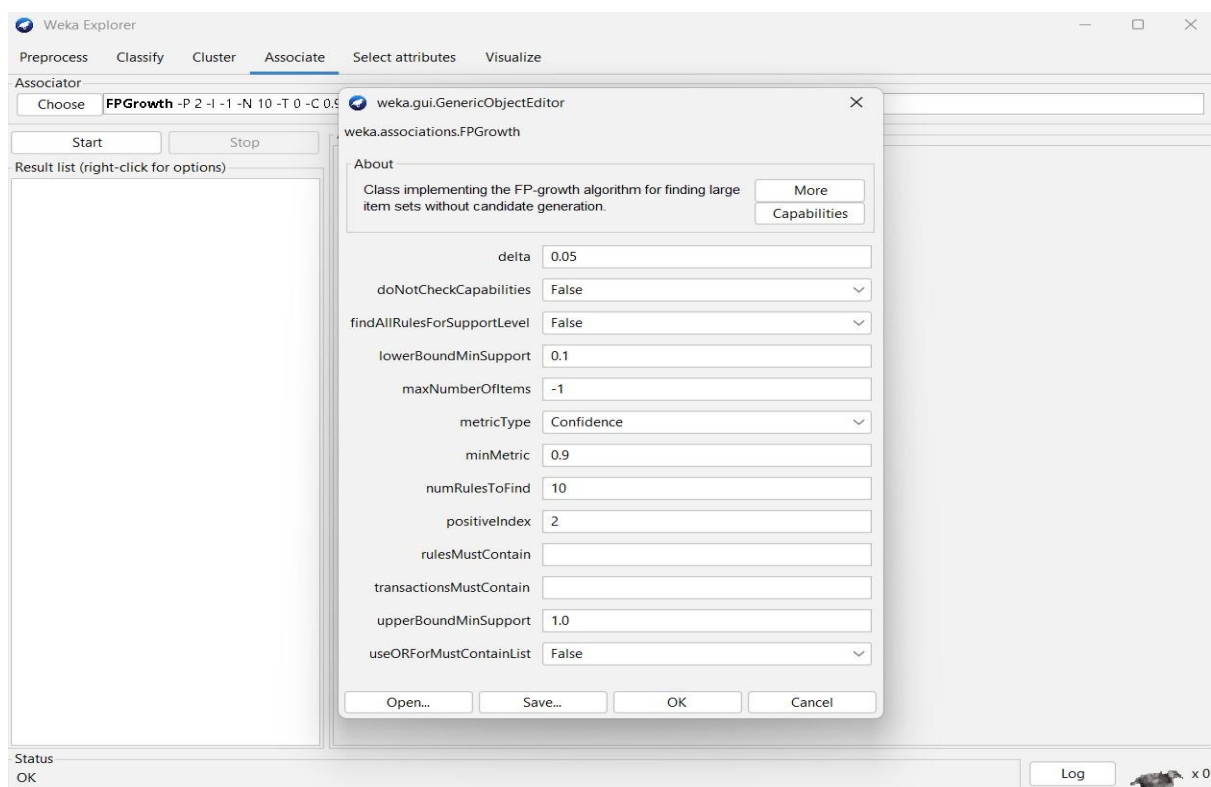 Weka Explorer
Preprocess Classify Cluster Associate Select attributes Visualize
Associator
Choose FPGrowth -P 2 -I -1 -N 10 -T 0 -C 0.9
weka.gui.GenericObjectEditor
Start Stop
weka.associations.FPGrowth
Result list (right-click for options)
About
Class implementing the FP-growth algorithm for finding large
item sets without candidate generation.
More
Capabilities
delta 0.05
doNotCheckCapabilities False
findAllRulesForSupportLevel False
lowerBoundMinSupport 0.1
maxNumberOfItems -1
metricType Confidence
minMetric 0.9
numRulesToFind 10
positiveIndex 2
rulesMustContain
transactionsMustContain
upperBoundMinSupport 1.0
useORForMustContainList False
Open... Save... OK Cancel
Status
OK
Log x 0